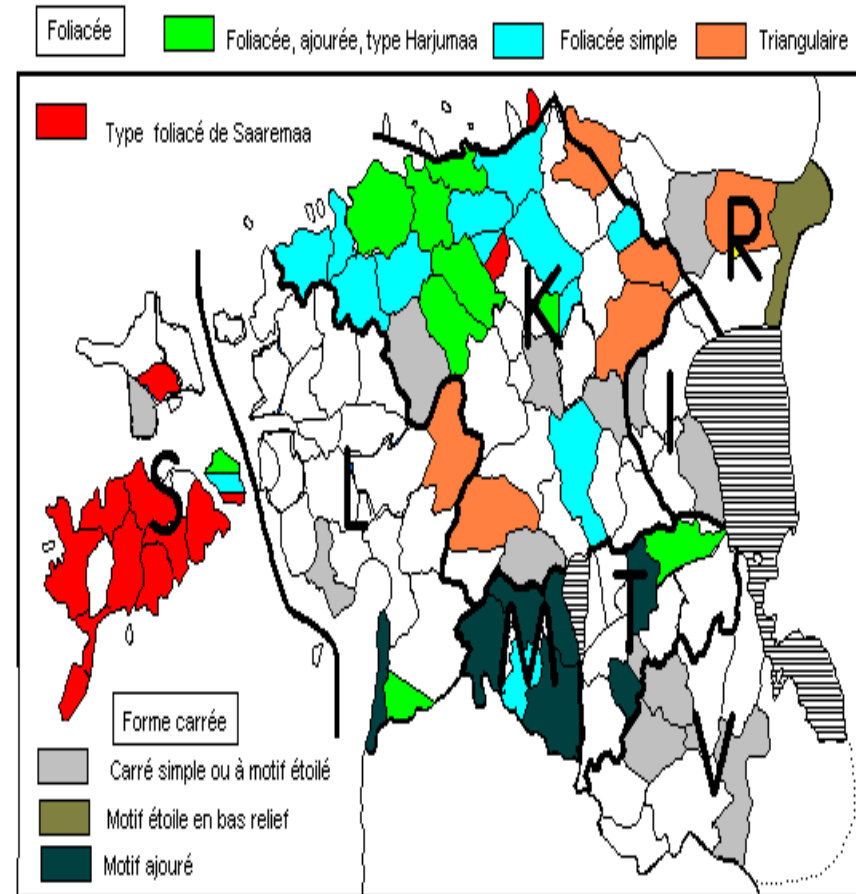 Foliacée
Foliacée, ajourée, type Harjumaa
Foliacée simple
Triangulaire
Type foliacé de Saaremaa
R
K
I
S
L
T
M
V
Forme carrée
Carré simple ou à motif étoilé
Motif étoile en bas relief
Motif ajouré